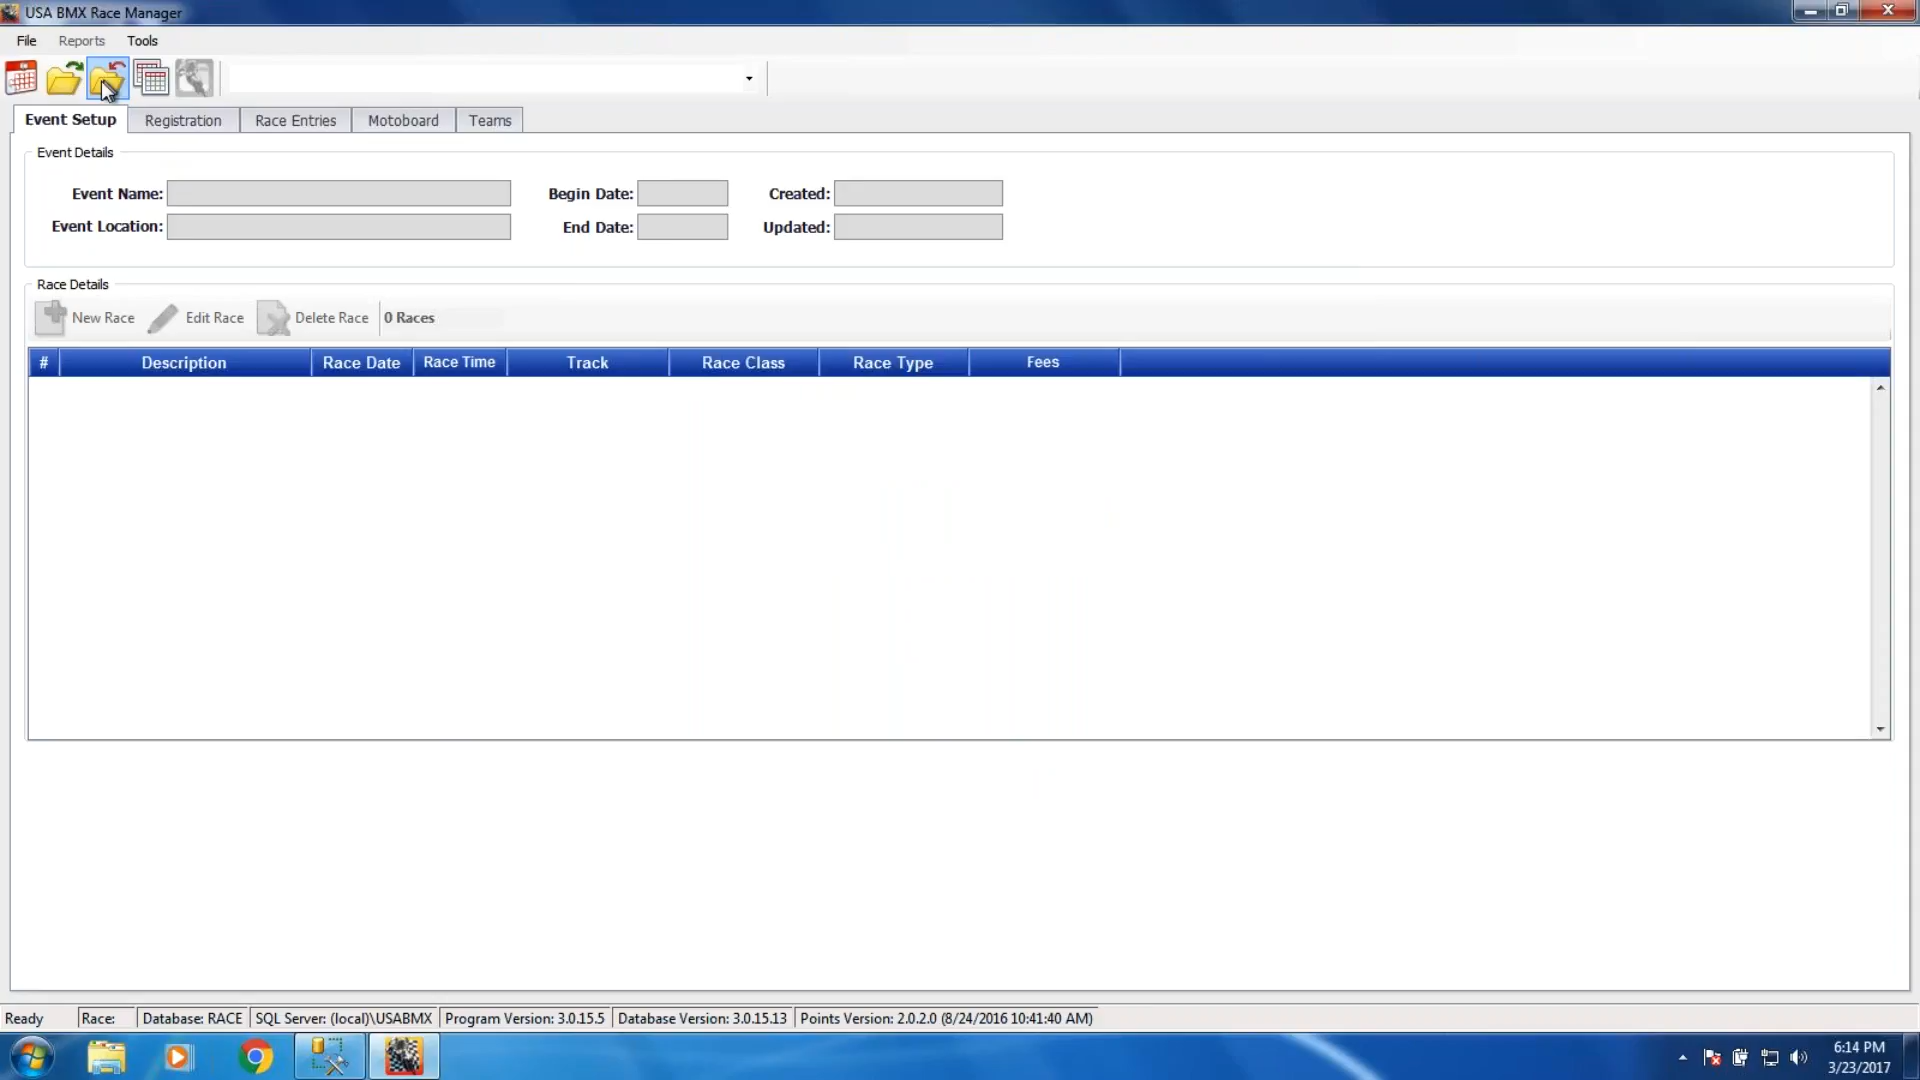 USA BMX Race Manager
File Reports Tools
Event Setup Registration Race Entries Motoboard Teams
Event Details
Event Name: Begin Date: Created:
Event Location: End Date: Updated:
Race Details
New Race Edit Race Delete Race 0 Races
# Description Race Date Race Time Track Race Class Race Type Fees
Ready Race: Database: RACE SQL Server: (local)\USABMX Program Version: 3.0.15.5 Database Version: 3.0.15.13 Points Version: 2.0.2.0 (8/24/2016 10:41:40 AM)
6:14 PM
3/23/2017